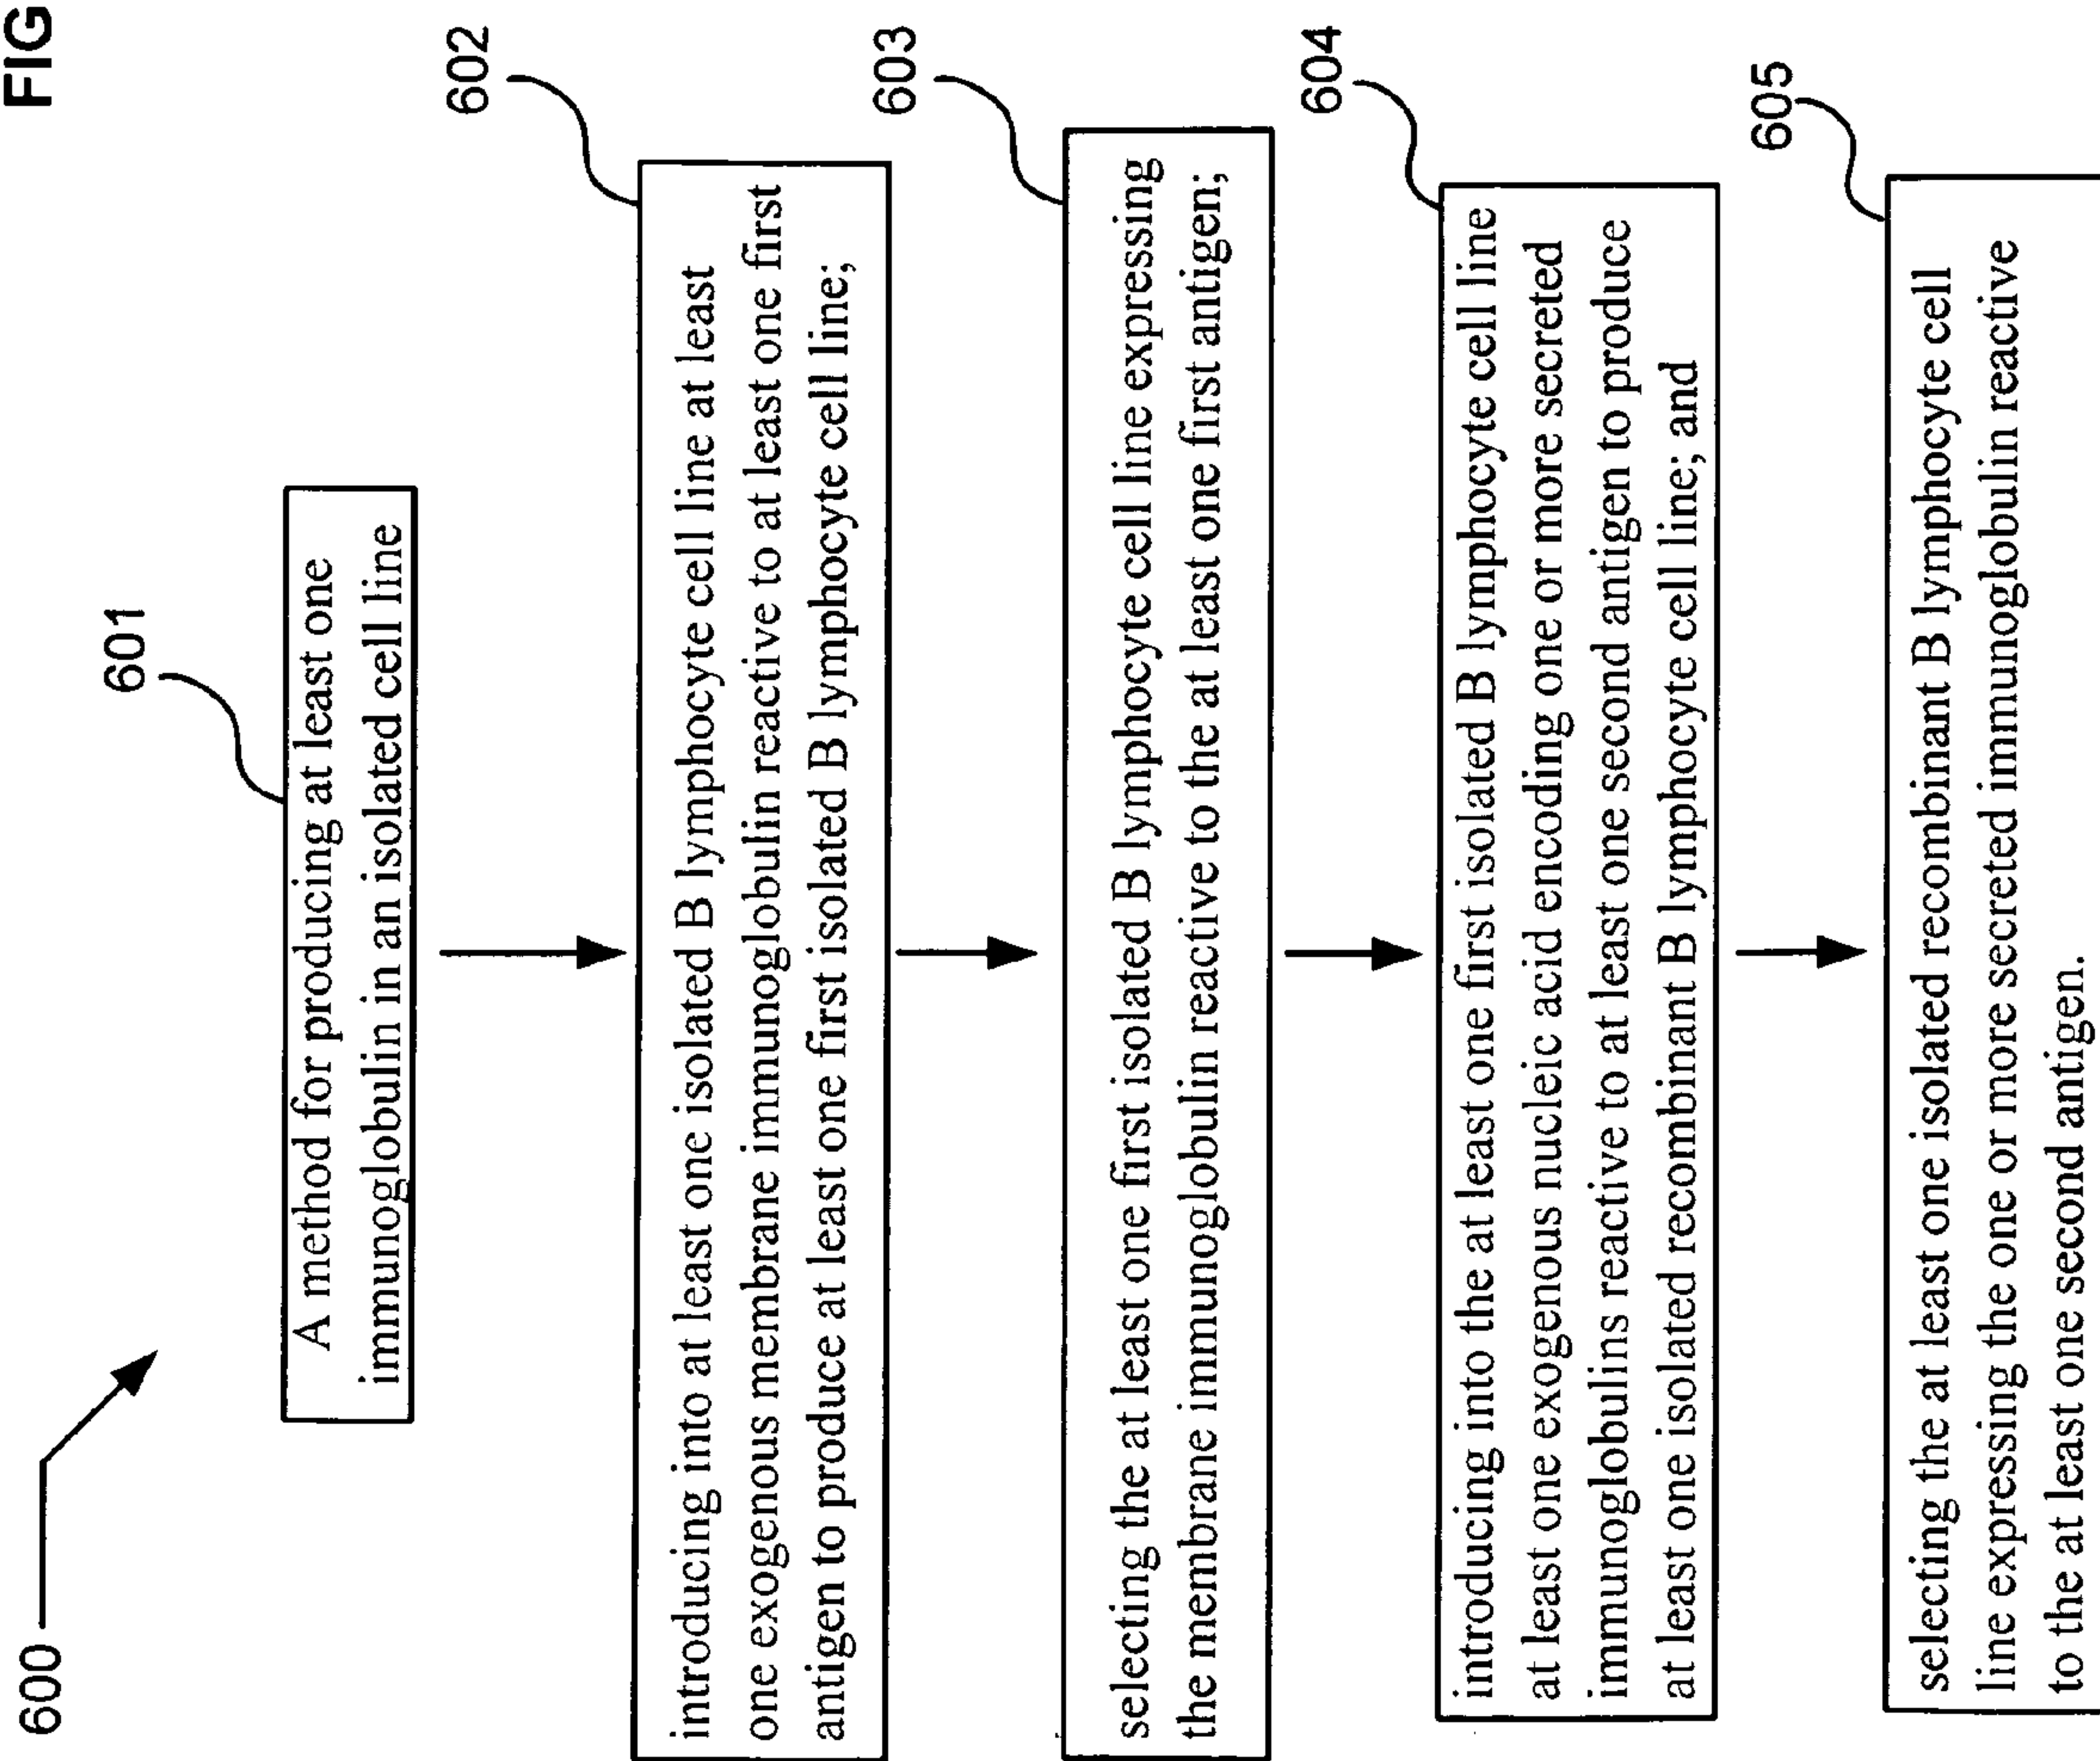 FIG
600
601
A method for producing at least one
immunoglobulin in an isolated cell line
602
introducing into at least one isolated B lymphocyte cell line at least
one exogenous membrane immunoglobulin reactive to at least one first
antigen to produce at least one first isolated B lymphocyte cell line;
603
selecting the at least one first isolated B lymphocyte cell line expressing
the membrane immunoglobulin reactive to the at least one first antigen;
604
introducing into the at least one first isolated B lymphocyte cell line
at least one exogenous nucleic acid encoding one or more secreted
immunoglobulins reactive to at least one second antigen to produce
at least one isolated recombinant B lymphocyte cell line; and
605
selecting the at least one isolated recombinant B lymphocyte cell
line expressing the one or more secreted immunoglobulin reactive
to the at least one second antigen.